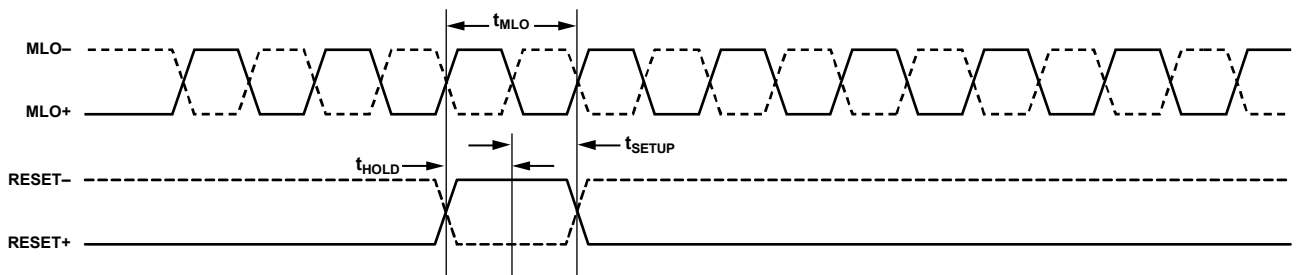 tMLO
MLO–
MLO+
tHOLD
tSETUP
RESET–
RESET+